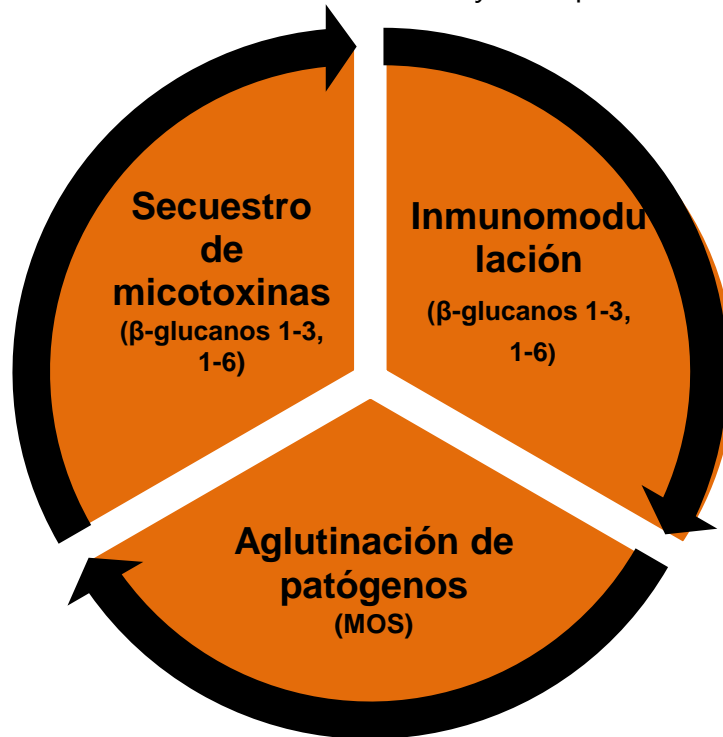 Secuestro
de
micotoxinas
(β-glucanos 1-3,
1-6)
Inmunomodu
lación
(β-glucanos 1-3,
1-6)
Aglutinación de
patógenos
(MOS)